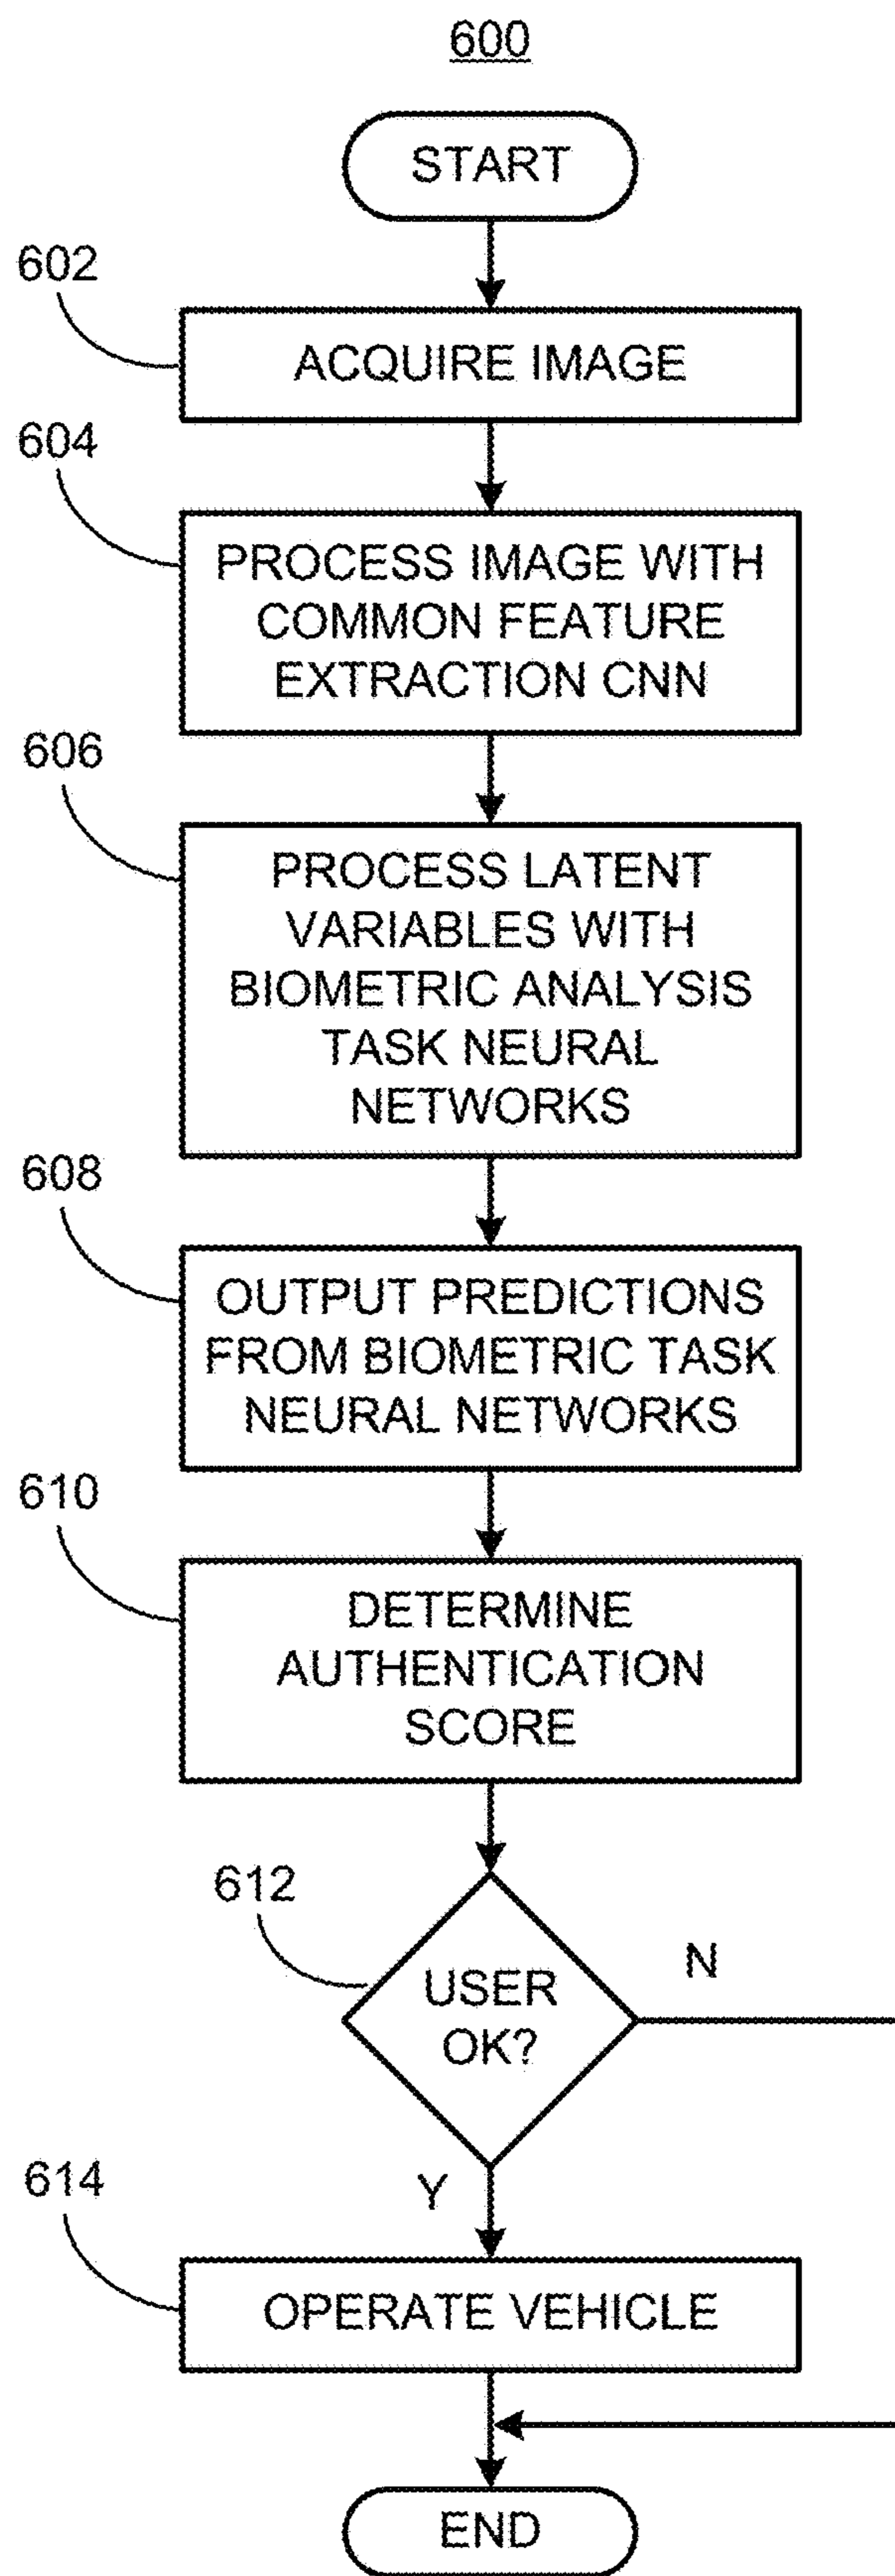 600
START
602
ACQUIRE IMAGE
604
PROCESS IMAGE WITH
COMMON FEATURE
EXTRACTION CNN
606
PROCESS LATENT
VARIABLES WITH
BIOMETRIC ANALYSIS
TASK NEURAL
NETWORKS
608
OUTPUT PREDICTIONS
FROM BIOMETRIC TASK
NEURAL NETWORKS
610
DETERMINE
AUTHENTICATION
SCORE
612
USER
OK?
N
Y
614
OPERATE VEHICLE
END